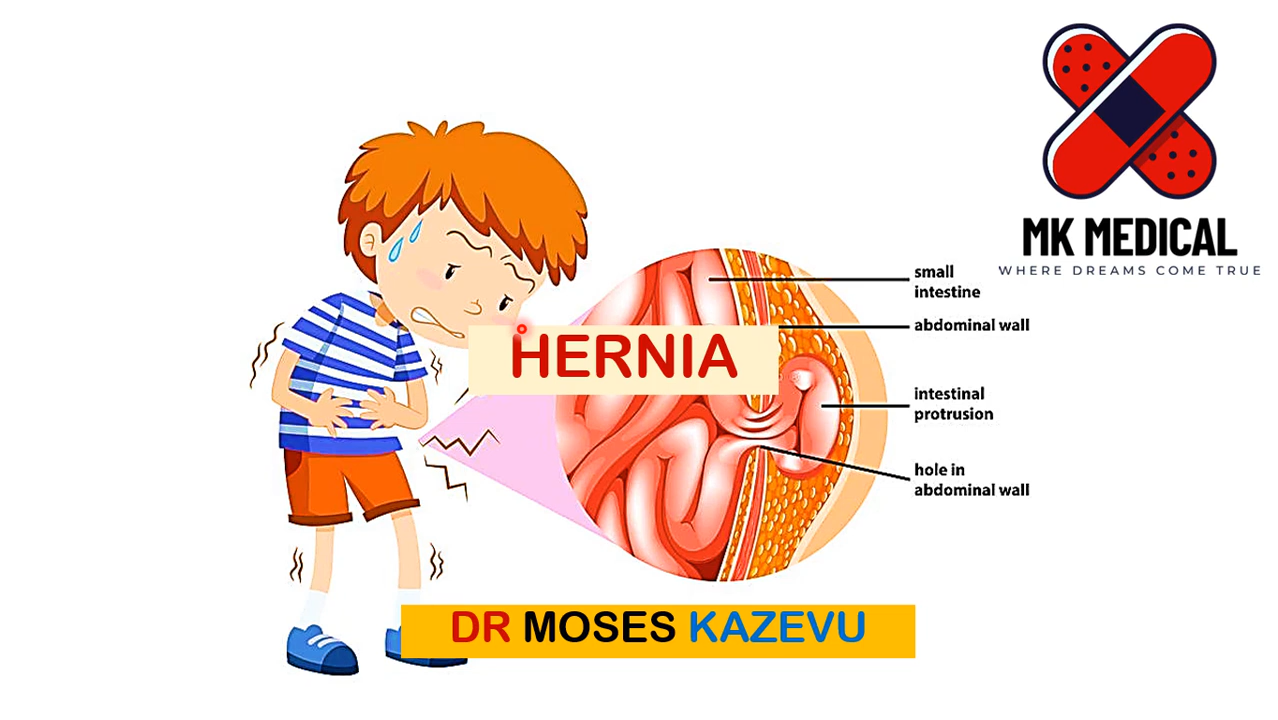 MK MEDICAL
WHERE DREAMS COME TRUE
small
intestine
abdominal wall
HERNIA
intestinal
protrusion
hole in
abdominal wall
DR MOSES KAZEVU